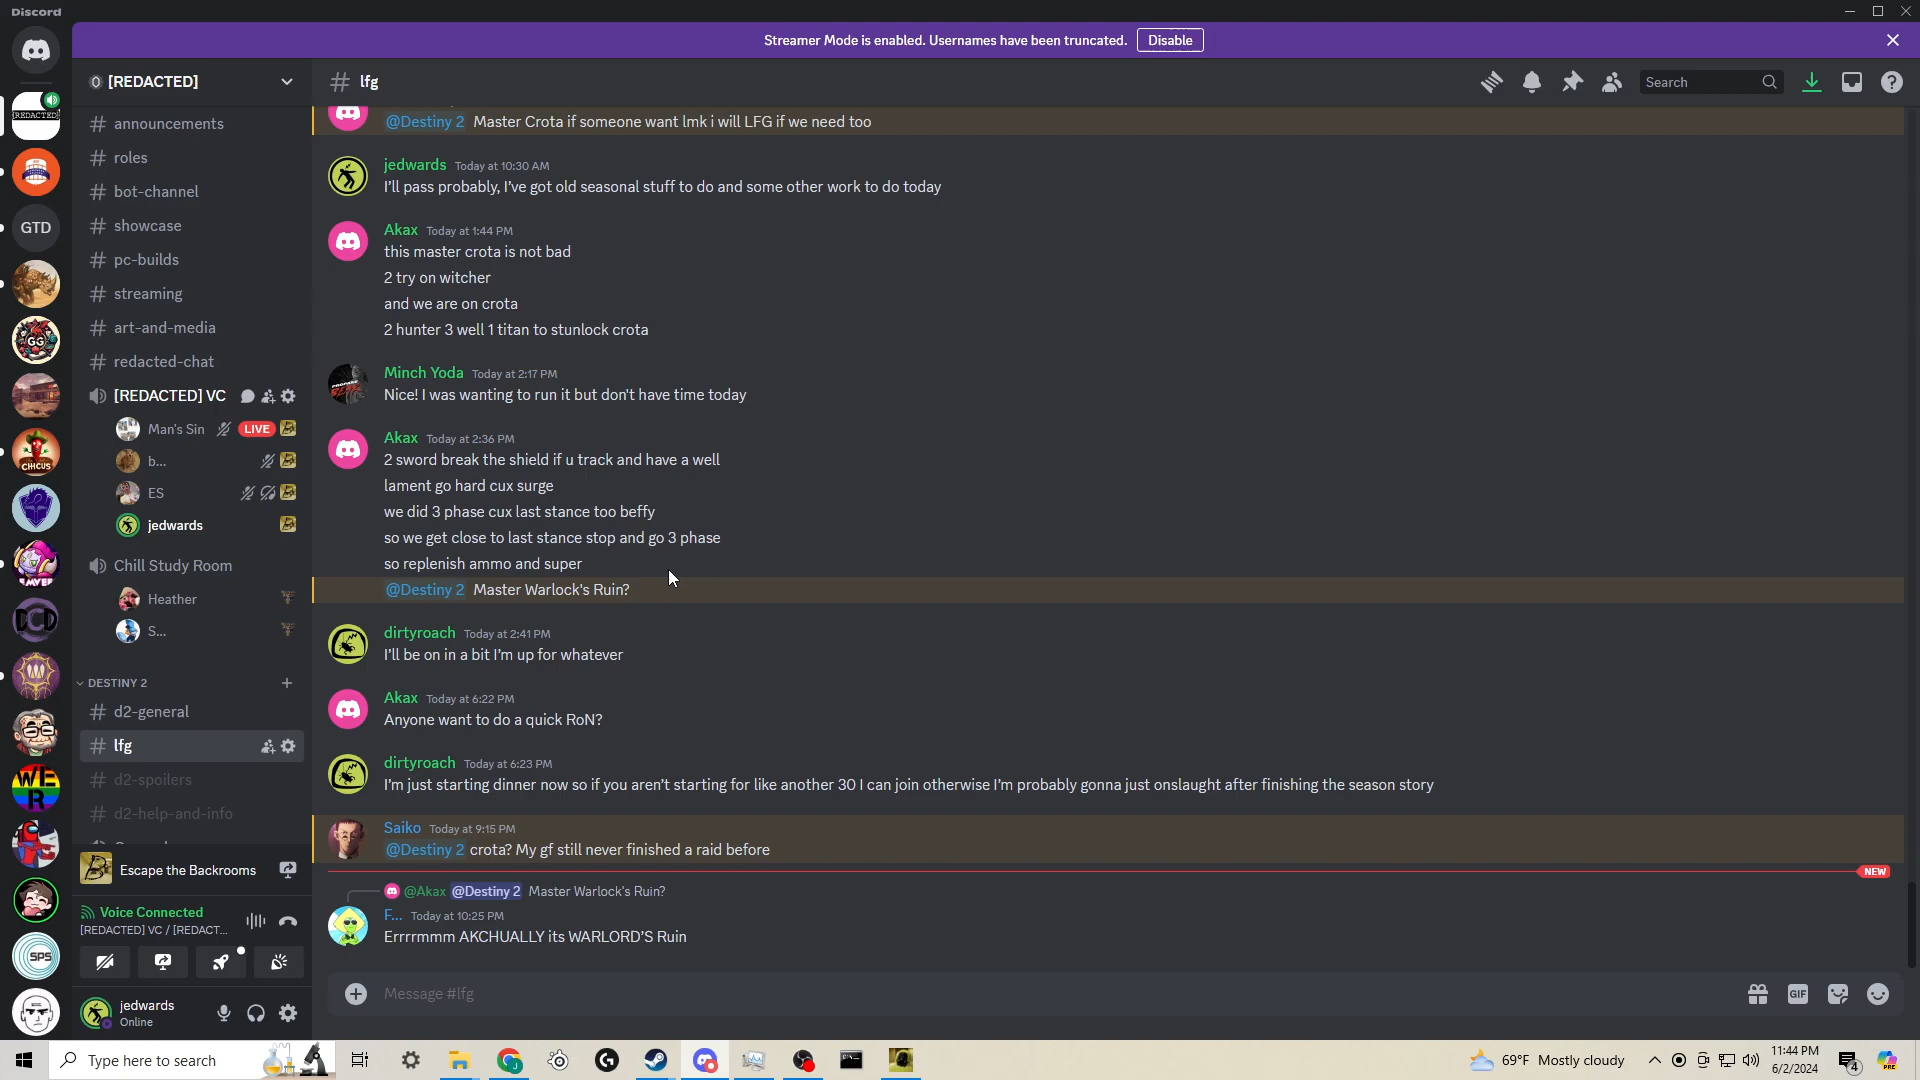 Discord
Streamer Mode is enabled. Usernames have been truncated.
Disable
[REDACTED]
lfg
Search
[REDACTED]
GTD
GG
CHICUS
DCD
WE
R
SPS
announcements
roles
bot-channel
showcase
pc-builds
streaming
art-and-media
redacted-chat
[REDACTED] VC
Man's Sin
LIVE
b...
ES
jedwards
Chill Study Room
Heather
S...
DESTINY 2
d2-general
lfg
d2-spoilers
d2-help-and-info
Escape the Backrooms
Voice Connected
[REDACTED] VC / [REDACT...
jedwards
Online
@Destiny 2 Master Crota if someone want lmk i will LFG if we need too
jedwards Today at 10:30 AM
I'll pass probably, I've got old seasonal stuff to do and some other work to do today
Akax Today at 1:44 PM
this master crota is not bad
2 try on witcher
and we are on crota
2 hunter 3 well 1 titan to stunlock crota
Minch Yoda Today at 2:17 PM
Nice! I was wanting to run it but don't have time today
Akax Today at 2:36 PM
2 sword break the shield if u track and have a well
lament go hard cux surge
we did 3 phase cux last stance too beffy
so we get close to last stance stop and go 3 phase
so replenish ammo and super
@Destiny 2 Master Warlock's Ruin?
dirtyroach Today at 2:41 PM
I'll be on in a bit I'm up for whatever
Akax Today at 6:22 PM
Anyone want to do a quick RoN?
dirtyroach Today at 6:23 PM
I'm just starting dinner now so if you aren't starting for like another 30 I can join otherwise I'm probably gonna just onslaught after finishing the season story
Saiko Today at 9:15 PM
@Destiny 2 crota? My gf still never finished a raid before
NEW
@Akax @Destiny 2 Master Warlock's Ruin?
F... Today at 10:25 PM
Errrrmmm AKCHUALLY its WARLORD'S Ruin
Message #lfg
GIF
Type here to search
69°F Mostly cloudy
11:44 PM
6/2/2024
4
PRE